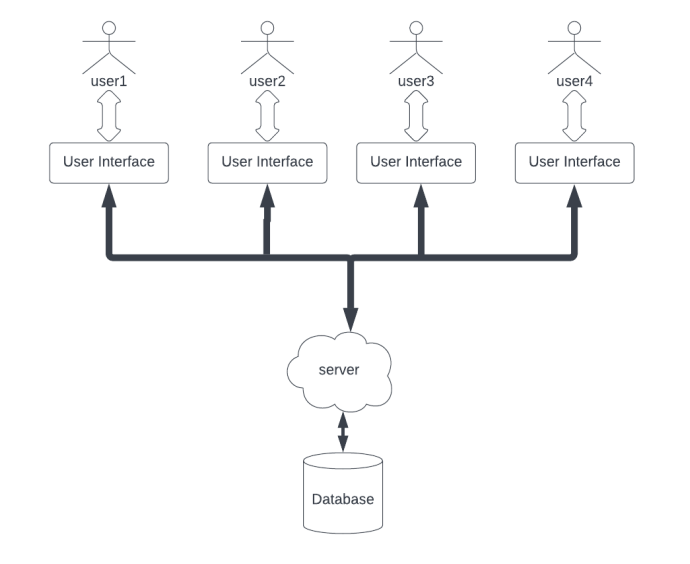 user1
user2
user3
user4
User Interface
User Interface
User Interface
User Interface
server
Database